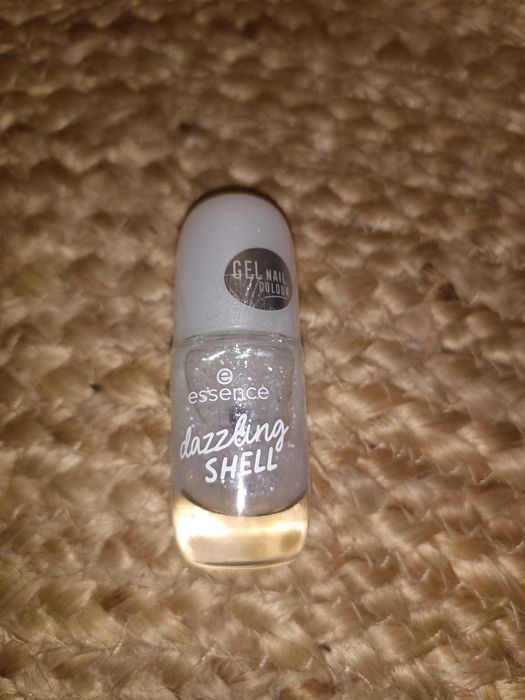 GEL NAIL
COLOUR
e
essence
dazzling
SHELL